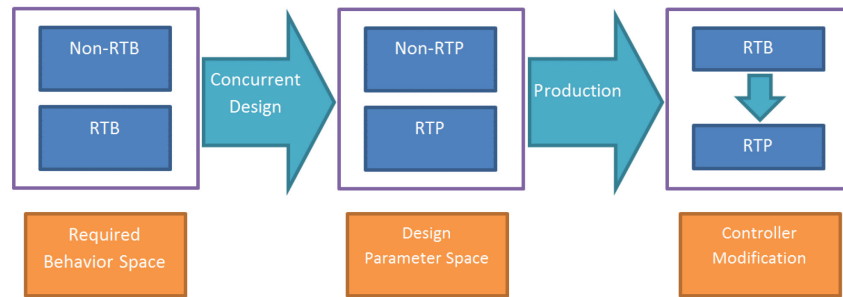 Non-RTB
RTB
Concurrent
Design
Non-RTP
RTP
Production
RTB
RTP
Required
Behavior Space
Design
Parameter Space
Controller
Modification